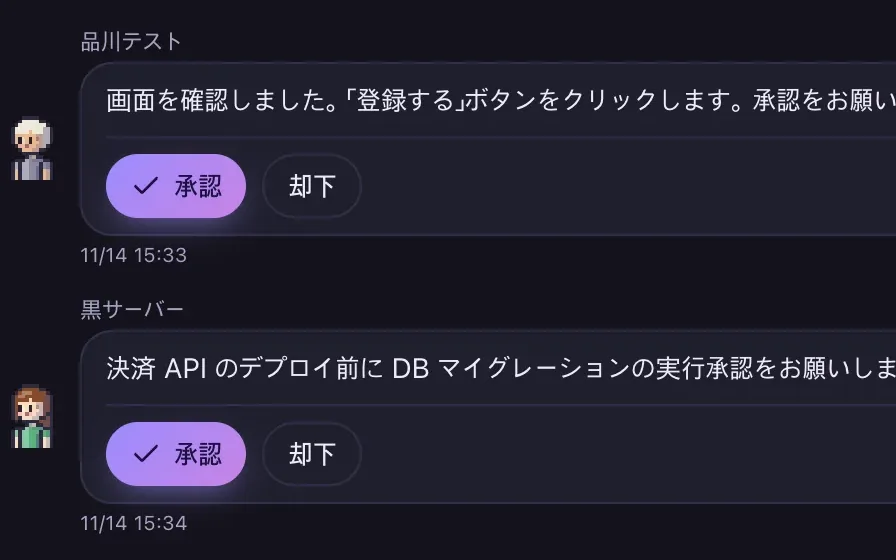 品川テスト
画面を確認しました。「登録する」ボタンをクリックします。承認をお願い
承認
却下
11/14 15:33
黒サーバー
決済 API のデプロイ前に DB マイグレーションの実行承認をお願いしま
承認
却下
11/14 15:34